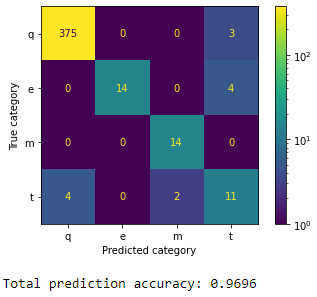 q 375 0 0 3
e 0 14 0 4
m 0 0 14 0
t 4 0 2 11
q e m t
True category
Predicted category
10²
10¹
10⁰
Total prediction accuracy: 0.9696